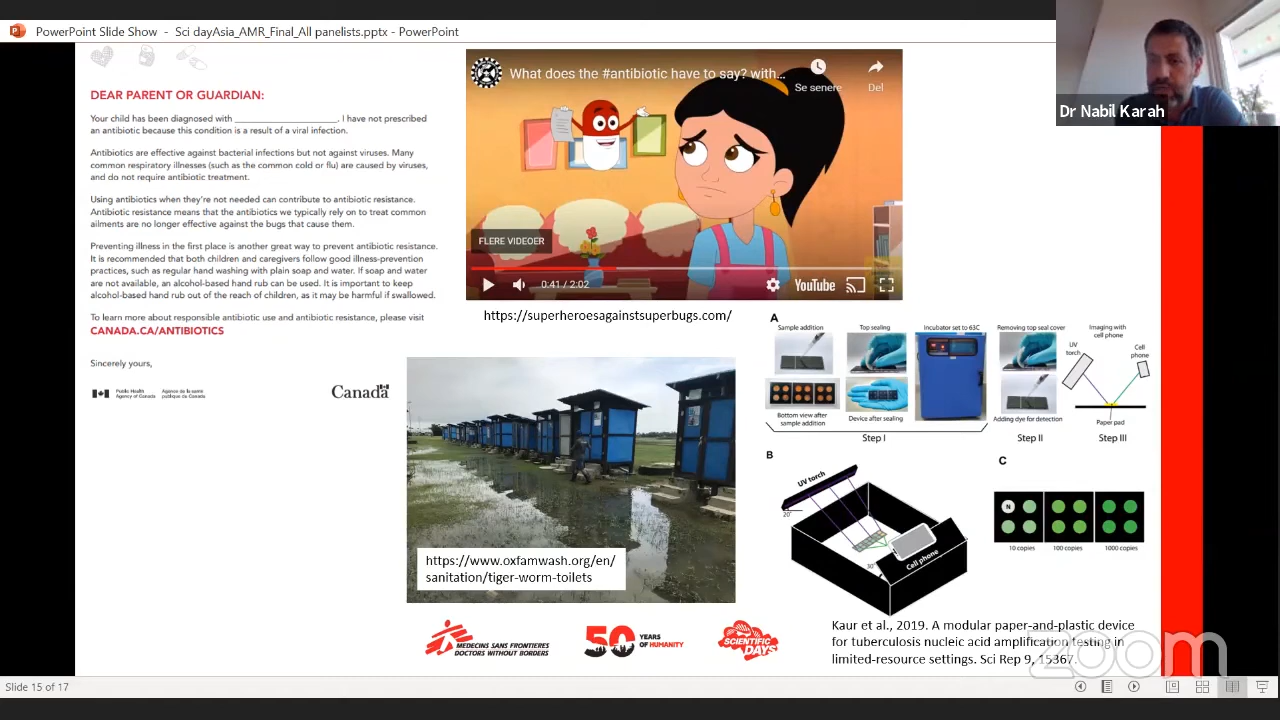 PowerPoint Slide Show - Sci dayAsia_AMR_Final_All panelists.pptx - PowerPoint
Dr Nabil Karah
DEAR PARENT OR GUARDIAN:
Your child has been diagnosed with ____________________. I have not prescribed
an antibiotic because this condition is a result of a viral infection.
Antibiotics are effective against bacterial infections but not against viruses. Many
common respiratory illnesses (such as the common cold or flu) are caused by viruses,
and do not require antibiotic treatment.
Using antibiotics when they're not needed can contribute to antibiotic resistance.
Antibiotic resistance means that the antibiotics we typically rely on to treat common
ailments are no longer effective against the bugs that cause them.
Preventing illness in the first place is another great way to prevent antibiotic resistance.
It is recommended that both children and caregivers follow good illness-prevention
practices, such as regular hand washing with plain soap and water. If soap and water
are not available, an alcohol-based hand rub can be used. It is important to keep
alcohol-based hand rub out of the reach of children, as it may be harmful if swallowed.
To learn more about responsible antibiotic use and antibiotic resistance, please visit
CANADA.CA/ANTIBIOTICS
Sincerely yours,
Public Health
Agency of Canada
Agence de la santé
publique du Canada
Canada
What does the #antibiotic have to say? with...
Se senere
Del
FLERE VIDEOER
0:41 / 2:02
YouTube
https://superheroesagainstsuperbugs.com/
https://www.oxfamwash.org/en/
sanitation/tiger-worm-toilets
A
Sample addition
Top sealing
Incubator set to 63C
Removing top seal cover
Imaging with
cell phone
UV
torch
Cell
phone
Bottom view after
sample addition
Device after sealing
Adding dye for detection
Paper pad
Step I
Step II
Step III
B
UV torch
20°
30°
Cell phone
C
N
10 copies
100 copies
1000 copies
MEDECINS SANS FRONTIERES
DOCTORS WITHOUT BORDERS
50 YEARS
OF HUMANITY
SCIENTIFIC
DAYS
Kaur et al., 2019. A modular paper-and-plastic device
for tuberculosis nucleic acid amplification testing in
limited-resource settings. Sci Rep 9, 15367.
zoom
Slide 15 of 17